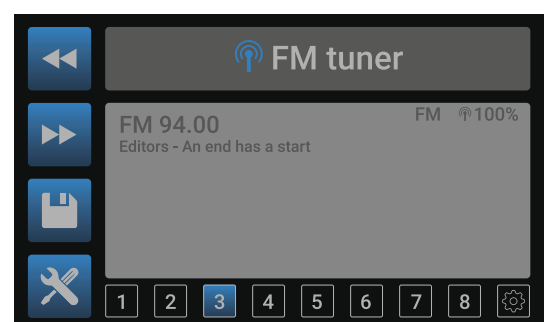 FM tuner
FM 94.00
FM 100%
Editors - An end has a start
1 2 3 4 5 6 7 8